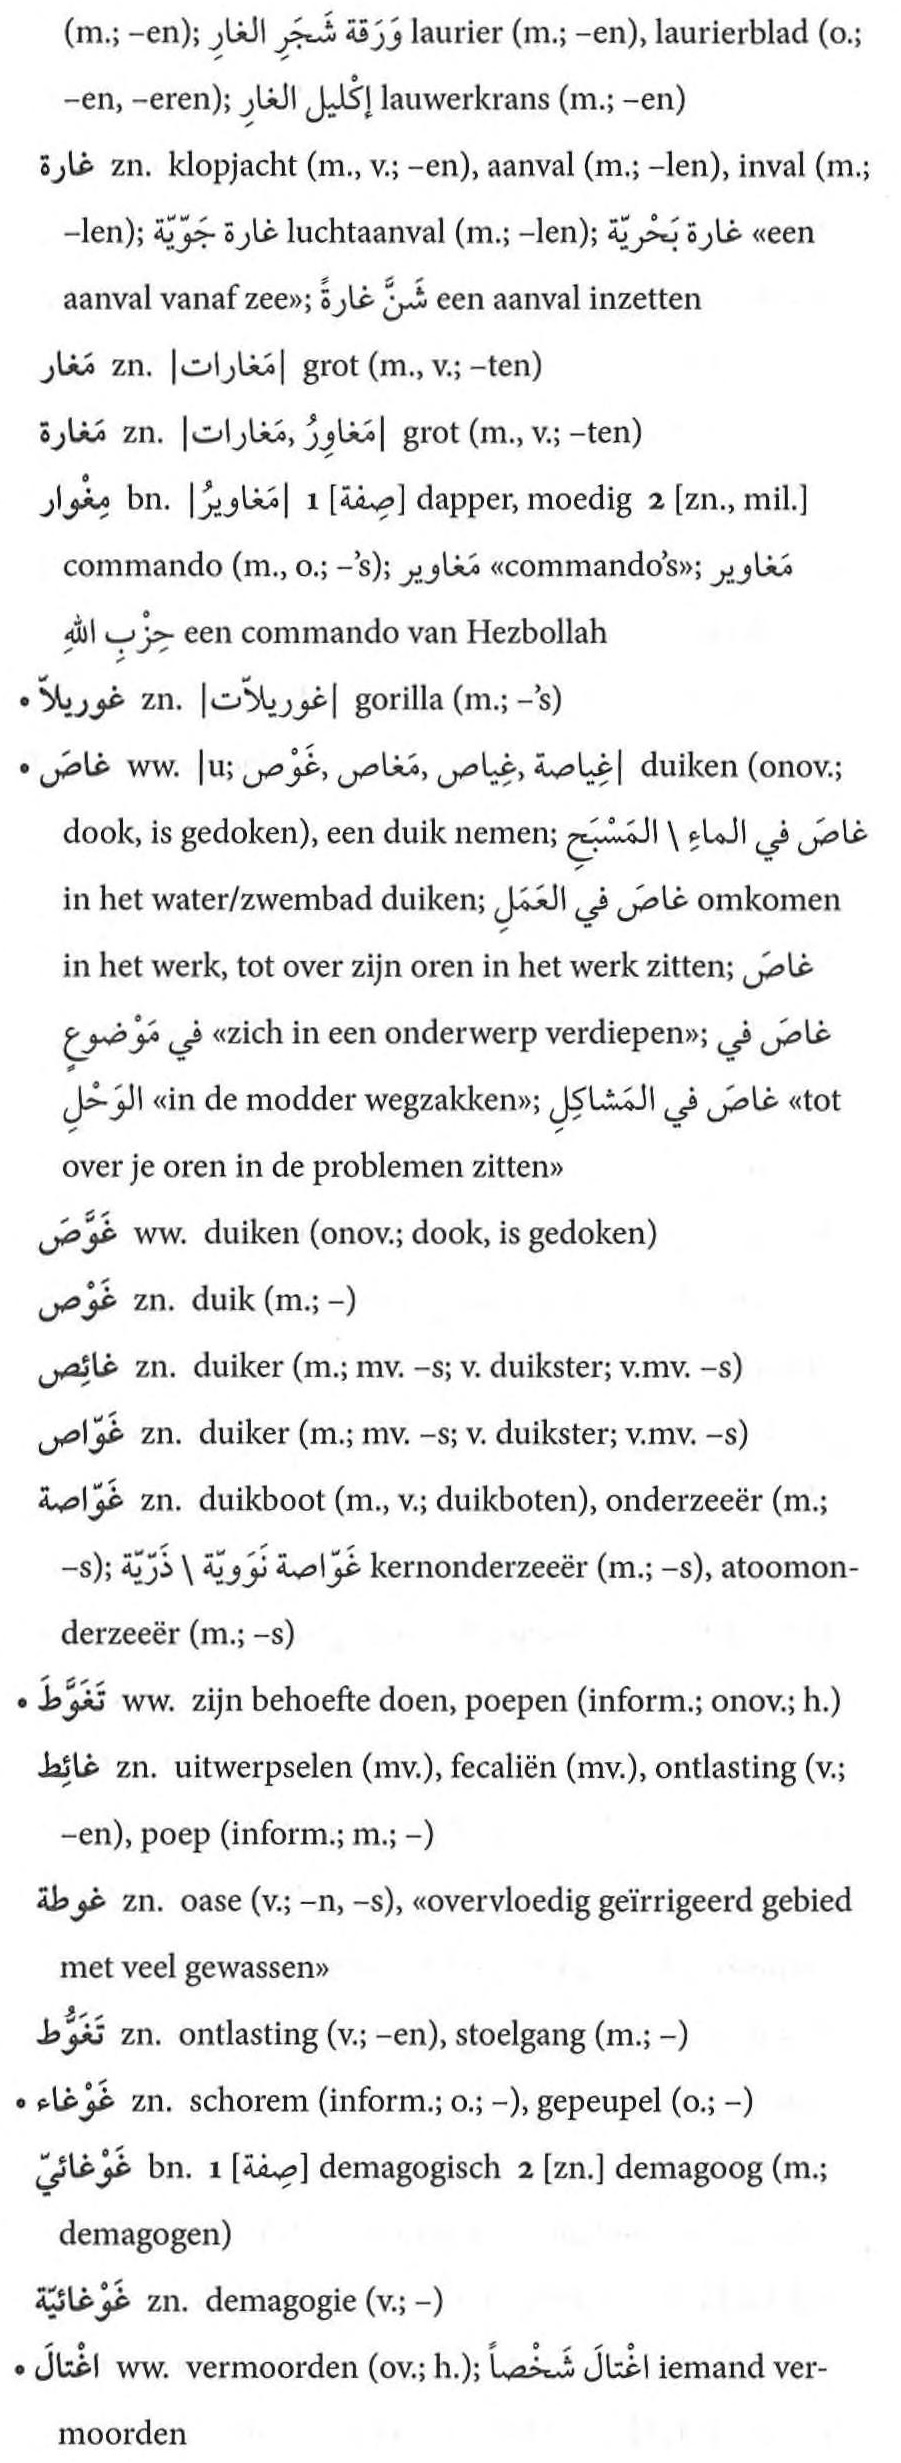 (m.; –en); وَرَقة شَجَرِ الغارِ laurier (m.; –en), laurierblad (o.;
–en, –eren); إكْليل الغارِ lauwerkrans (m.; –en)
غارة zn. klopjacht (m., v.; –en), aanval (m.; –len), inval (m.;
–len); غارة جَوّيّة luchtaanval (m.; –len); غارة بَحْريّة «een
aanval vanaf zee»; شَنَّ غارةً een aanval inzetten
مَغار zn. |مَغارات| grot (m., v.; –ten)
مَغارة zn. |مَغاوِرُ, مَغارات| grot (m., v.; –ten)
مِغْوار bn. |مَغاويرُ| 1 [صِفة] dapper, moedig 2 [zn., mil.]
commando (m., o.; –’s); مَغاوير «commando’s»; مَغاوير
حِزْبِ اللهِ een commando van Hezbollah
• غوريلاّ zn. |غوريلاّت| gorilla (m.; –’s)
• غاصَ ww. |u; غَوْص, مَغاص, غِياص, غِياصة| duiken (onov.;
dook, is gedoken), een duik nemen; غاصَ في الماءِ \ المَسْبَحِ
in het water/zwembad duiken; غاصَ في العَمَلِ omkomen
in het werk, tot over zijn oren in het werk zitten; غاصَ
في مَوْضوعٍ «zich in een onderwerp verdiepen»; غاصَ في
الوَحْلِ «in de modder wegzakken»; غاصَ في المَشاكِلِ «tot
over je oren in de problemen zitten»
غَوَّصَ ww. duiken (onov.; dook, is gedoken)
غَوْص zn. duik (m.; –)
غائِص zn. duiker (m.; mv. –s; v. duikster; v.mv. –s)
غَوّاص zn. duiker (m.; mv. –s; v. duikster; v.mv. –s)
غَوّاصة zn. duikboot (m., v.; duikboten), onderzeeër (m.;
–s); غَوّاصة نَوَويّة \ ذَرّيّة kernonderzeeër (m.; –s), atoomon-
derzeeër (m.; –s)
• تَغَوَّطَ ww. zijn behoefte doen, poepen (inform.; onov.; h.)
غائِط zn. uitwerpselen (mv.), fecaliën (mv.), ontlasting (v.;
–en), poep (inform.; m.; –)
غوطة zn. oase (v.; –n, –s), «overvloedig geïrrigeerd gebied
met veel gewassen»
تَغَوُّط zn. ontlasting (v.; –en), stoelgang (m.; –)
• غَوْغاء zn. schorem (inform.; o.; –), gepeupel (o.; –)
غَوْغائيّ bn. 1 [صِفة] demagogisch 2 [zn.] demagoog (m.;
demagogen)
غَوْغائيّة zn. demagogie (v.; –)
• اغْتالَ ww. vermoorden (ov.; h.); اغْتالَ شَخْصاً iemand ver-
moorden